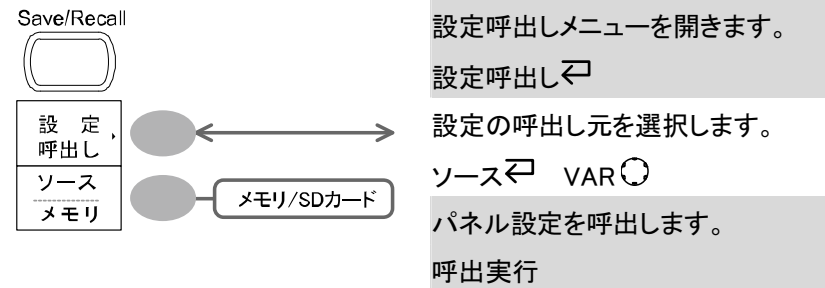 Save/Recall
設 定
呼出し
ソース
メモリ
メモリ/SDカード
設定呼出しメニューを開きます。
設定呼出し
設定の呼出し元を選択します。
ソース VAR
パネル設定を呼出します。
呼出実行